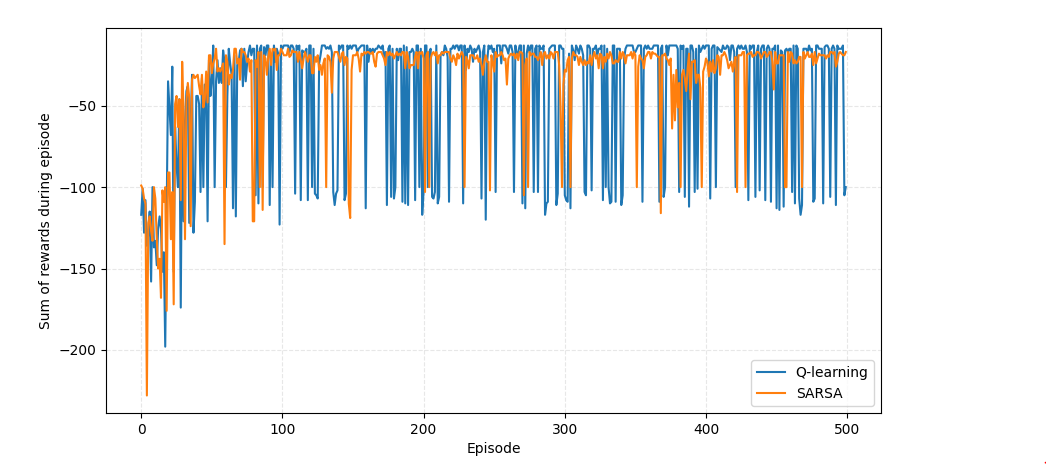 Sum of rewards during episode
−50
−100
−150
−200
0 100 200 300 400 500
Episode
Q-learning
SARSA